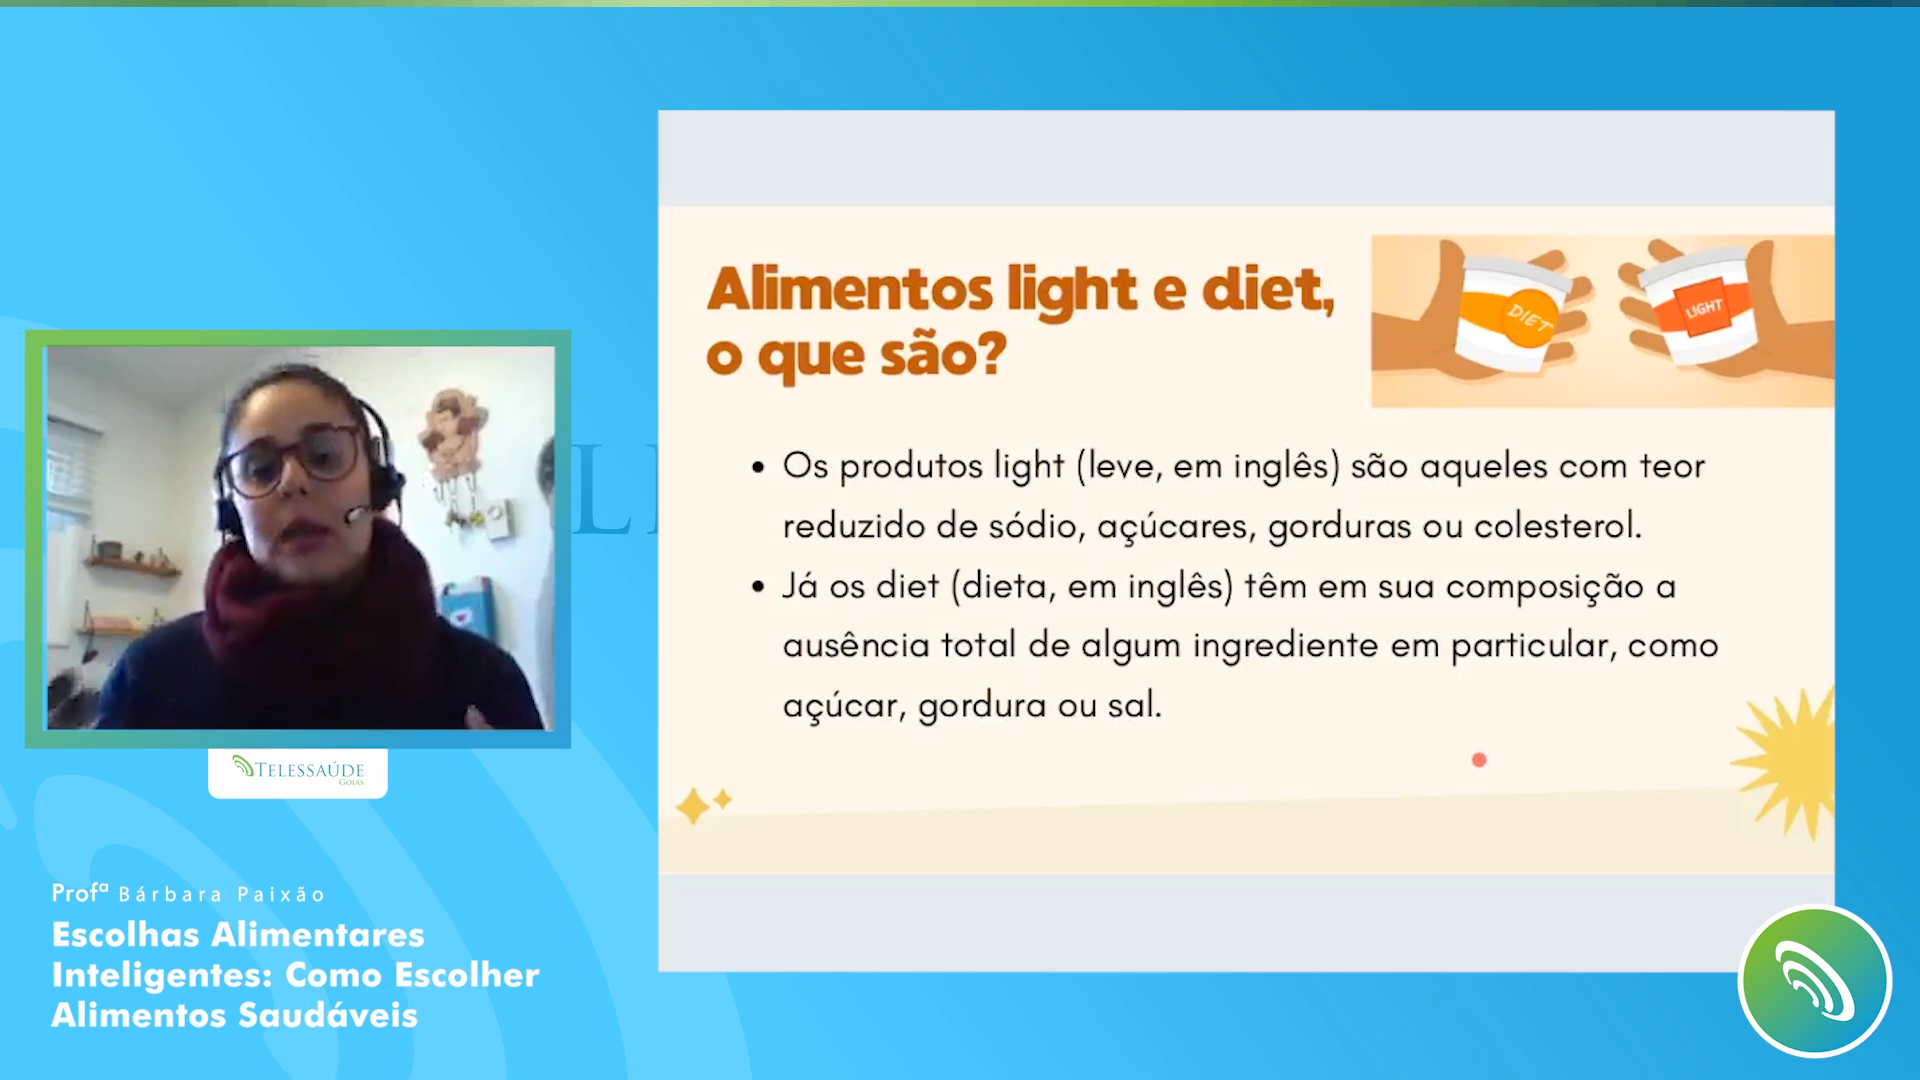 Alimentos light e diet,
o que são?
DIET
LIGHT
• Os produtos light (leve, em inglês) são aqueles com teor
reduzido de sódio, açúcares, gorduras ou colesterol.
• Já os diet (dieta, em inglês) têm em sua composição a
ausência total de algum ingrediente em particular, como
açúcar, gordura ou sal.
TELESSAÚDE
GOIÁS
Profª Bárbara Paixão
Escolhas Alimentares
Inteligentes: Como Escolher
Alimentos Saudáveis